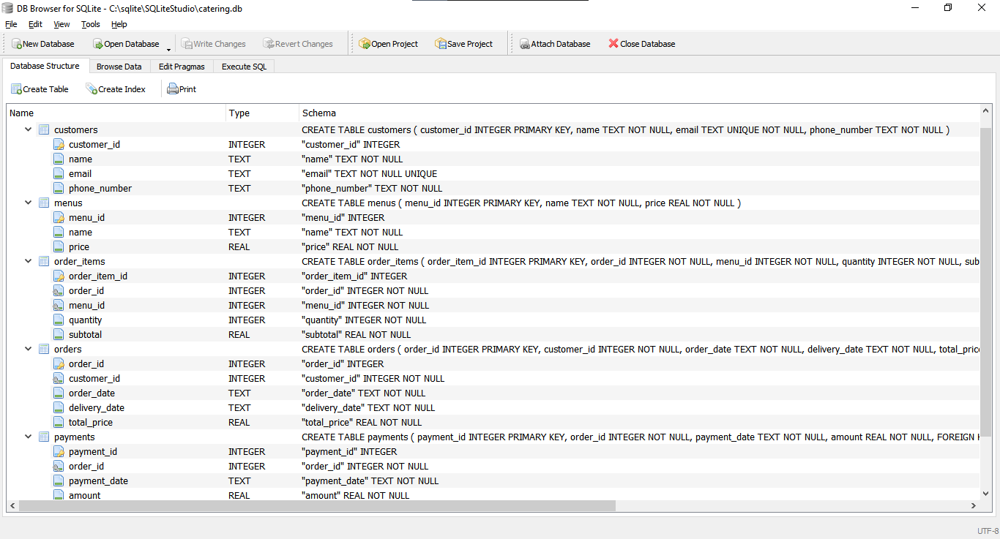 DB Browser for SQLite - C:\sqlite\SQLiteStudio\catering.db
File Edit View Tools Help
New Database Open Database Write Changes Revert Changes Open Project Save Project Attach Database Close Database
Database Structure Browse Data Edit Pragmas Execute SQL
Create Table Create Index Print
Name Type Schema
customers CREATE TABLE customers ( customer_id INTEGER PRIMARY KEY, name TEXT NOT NULL, email TEXT UNIQUE NOT NULL, phone_number TEXT NOT NULL )
customer_id INTEGER "customer_id" INTEGER
name TEXT "name" TEXT NOT NULL
email TEXT "email" TEXT NOT NULL UNIQUE
phone_number TEXT "phone_number" TEXT NOT NULL
menus CREATE TABLE menus ( menu_id INTEGER PRIMARY KEY, name TEXT NOT NULL, price REAL NOT NULL )
menu_id INTEGER "menu_id" INTEGER
name TEXT "name" TEXT NOT NULL
price REAL "price" REAL NOT NULL
order_items CREATE TABLE order_items ( order_item_id INTEGER PRIMARY KEY, order_id INTEGER NOT NULL, menu_id INTEGER NOT NULL, quantity INTEGER NOT NULL, sub
order_item_id INTEGER "order_item_id" INTEGER
order_id INTEGER "order_id" INTEGER NOT NULL
menu_id INTEGER "menu_id" INTEGER NOT NULL
quantity INTEGER "quantity" INTEGER NOT NULL
subtotal REAL "subtotal" REAL NOT NULL
orders CREATE TABLE orders ( order_id INTEGER PRIMARY KEY, customer_id INTEGER NOT NULL, order_date TEXT NOT NULL, delivery_date TEXT NOT NULL, total_price
order_id INTEGER "order_id" INTEGER
customer_id INTEGER "customer_id" INTEGER NOT NULL
order_date TEXT "order_date" TEXT NOT NULL
delivery_date TEXT "delivery_date" TEXT NOT NULL
total_price REAL "total_price" REAL NOT NULL
payments CREATE TABLE payments ( payment_id INTEGER PRIMARY KEY, order_id INTEGER NOT NULL, payment_date TEXT NOT NULL, amount REAL NOT NULL, FOREIGN
payment_id INTEGER "payment_id" INTEGER
order_id INTEGER "order_id" INTEGER NOT NULL
payment_date TEXT "payment_date" TEXT NOT NULL
amount REAL "amount" REAL NOT NULL
UTF-8